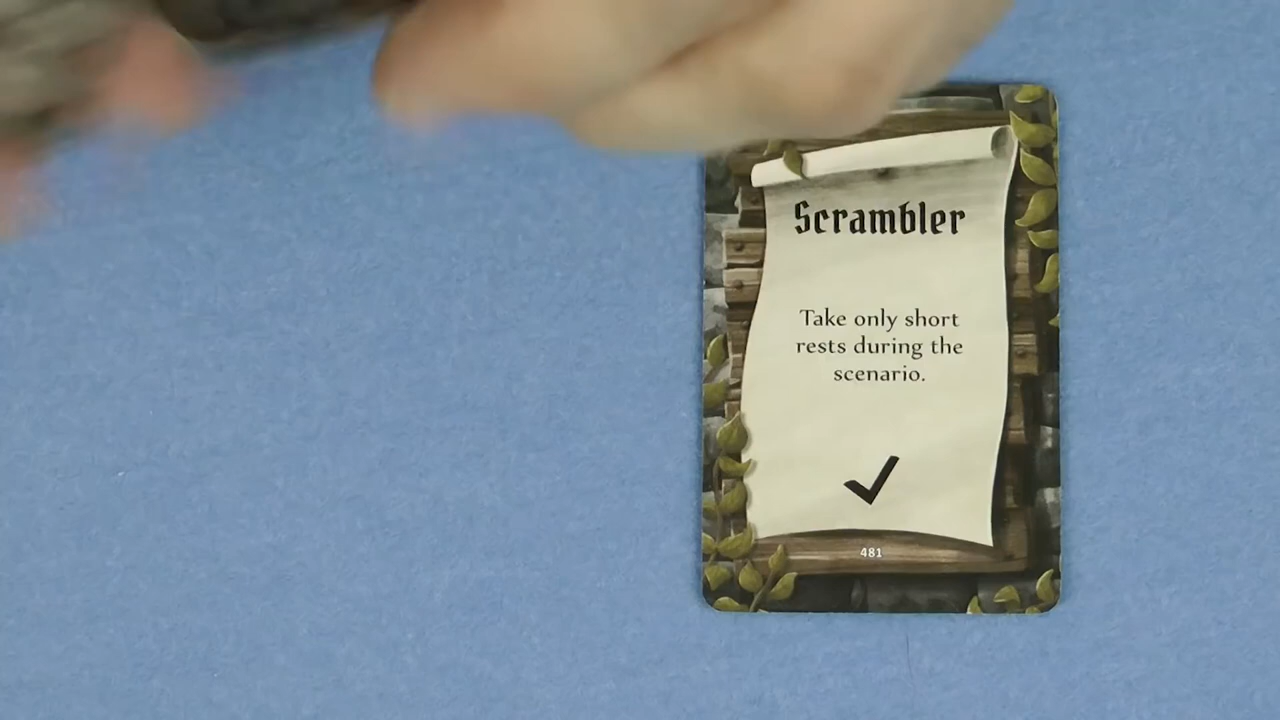 Scrambler
Take only short
rests during the
scenario.
481